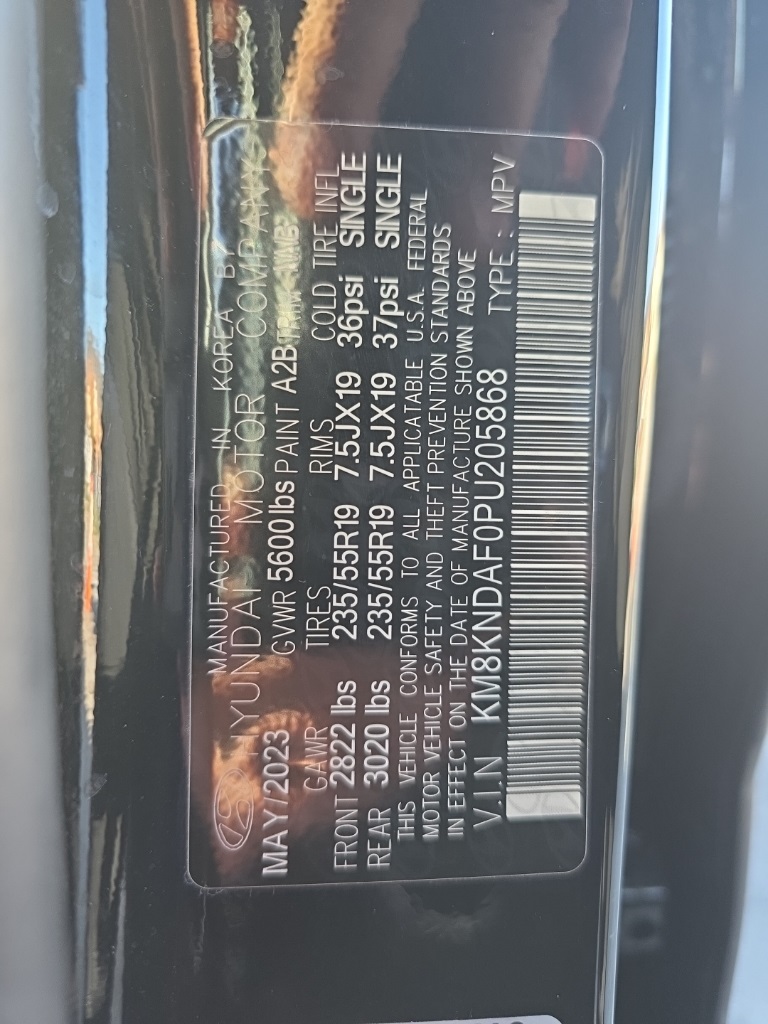 MANUFACTURED IN KOREA BY
HYUNDAI MOTOR COMPANY
MAY/2023 GVWR 5600lbs PAINT A2B TRIM
GAWR TIRES RIMS COLD TIRE INFL
FRONT 2822 lbs 235/55R19 7.5JX19 36psi SINGLE
REAR 3020 lbs 235/55R19 7.5JX19 37psi SINGLE
THIS VEHICLE CONFORMS TO ALL APPLICATABLE U.S.A. FEDERAL
MOTOR VEHICLE SAFETY AND THEFT PREVENTION STANDARDS
IN EFFECT ON THE DATE OF MANUFACTURE SHOWN ABOVE
V.I.N KM8KNDAF0PU205868 TYPE : MPV